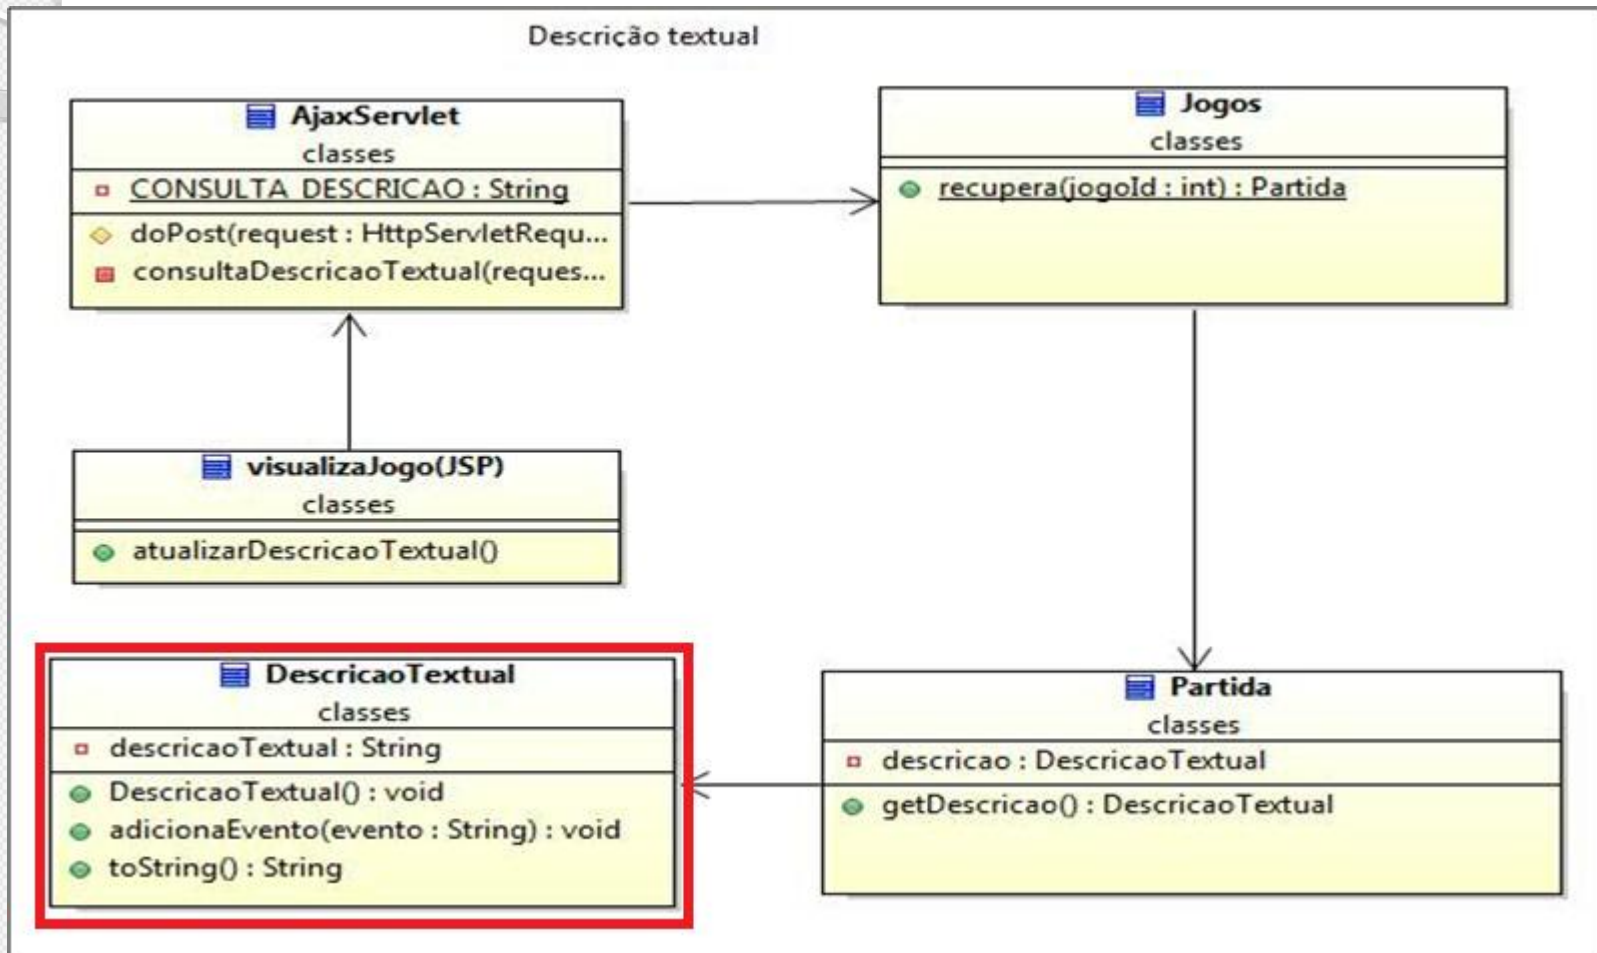 Descrição textual
AjaxServlet
classes
CONSULTA_DESCRICAO : String
doPost(request : HttpServletRequ...
consultaDescricaoTextual(reques...
Jogos
classes
recupera(jogoId : int) : Partida
visualizaJogo(JSP)
classes
atualizarDescricaoTextual()
DescricaoTextual
classes
descricaoTextual : String
DescricaoTextual() : void
adicionaEvento(evento : String) : void
toString() : String
Partida
classes
descricao : DescricaoTextual
getDescricao() : DescricaoTextual